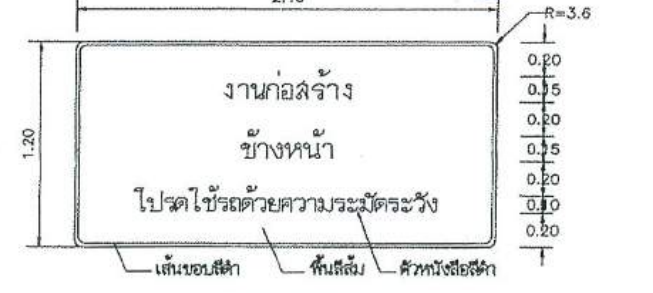 R=3.6
0.20
งานก่อสร้าง
0.15
0.20
1.20
ข้างหน้า
0.15
0.20
โปรดใช้รถด้วยความระมัดระวัง
0.10
0.20
เส้นขอบสีดำ
พื้นสีส้ม
ตัวหนังสือสีดำ